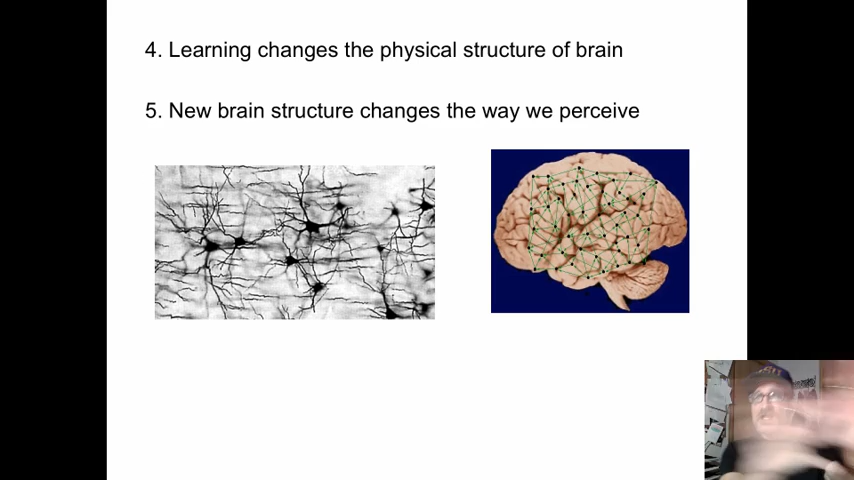 4. Learning changes the physical structure of brain
5. New brain structure changes the way we perceive